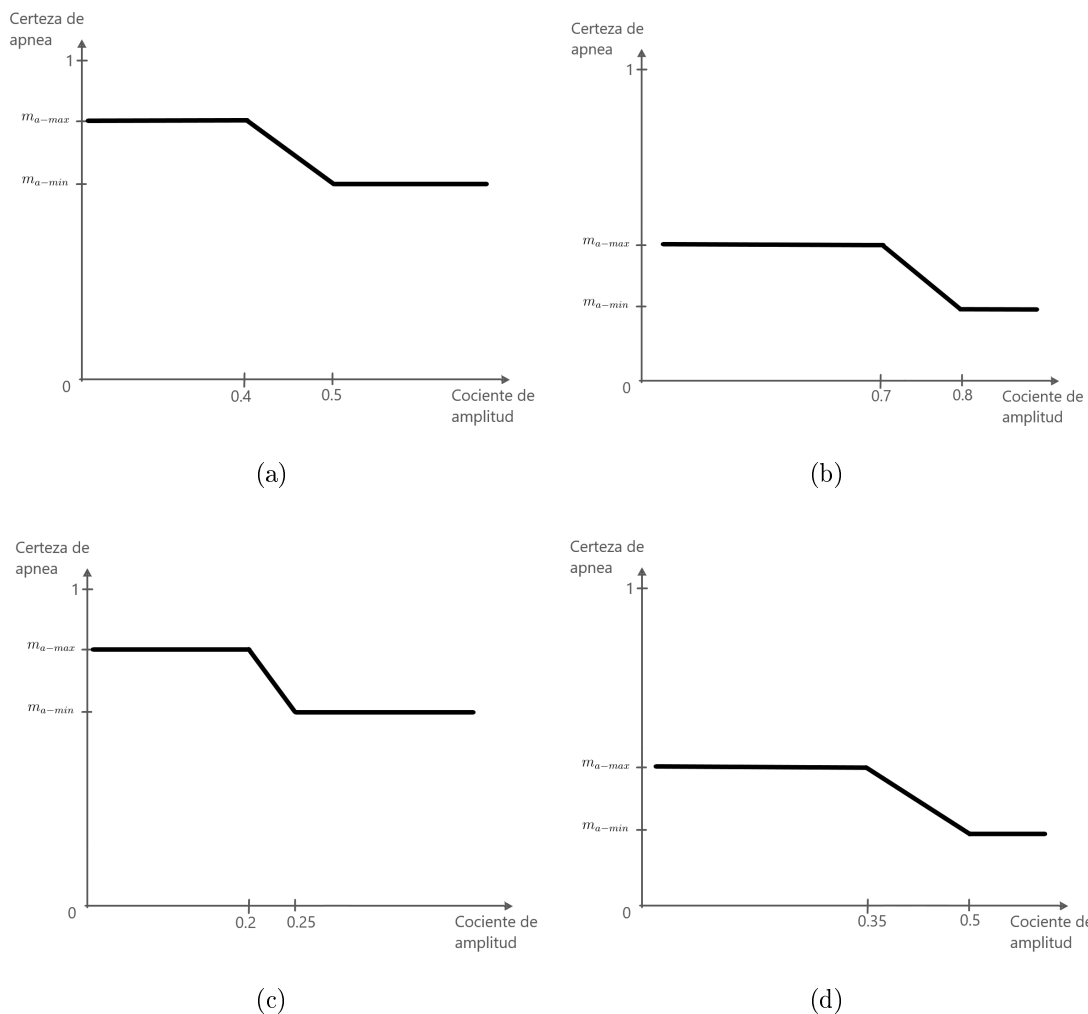 Certeza de
apnea
1
m_{a-max}
m_{a-min}
0
0.4
0.5
Cociente de
amplitud
(a)
Certeza de
apnea
1
m_{a-max}
m_{a-min}
0
0.7
0.8
Cociente de
amplitud
(b)
Certeza de
apnea
1
m_{a-max}
m_{a-min}
0
0.2
0.25
Cociente de
amplitud
(c)
Certeza de
apnea
1
m_{a-max}
m_{a-min}
0
0.35
0.5
Cociente de
amplitud
(d)